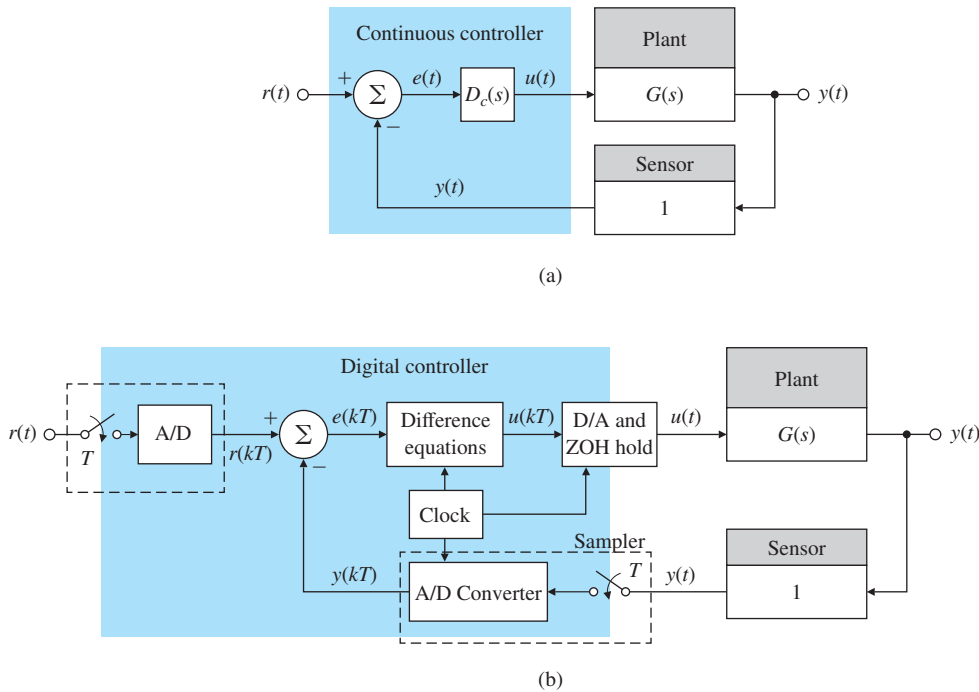 Continuous controller
Plant
r(t)
+
Σ
e(t)
D_c(s)
u(t)
G(s)
y(t)
−
Sensor
y(t)
1
(a)
Digital controller
Plant
r(t)
T
A/D
r(kT)
+
Σ
−
e(kT)
Difference
equations
u(kT)
D/A and
ZOH hold
u(t)
G(s)
y(t)
Clock
Sampler
Sensor
y(kT)
A/D Converter
T
y(t)
1
(b)